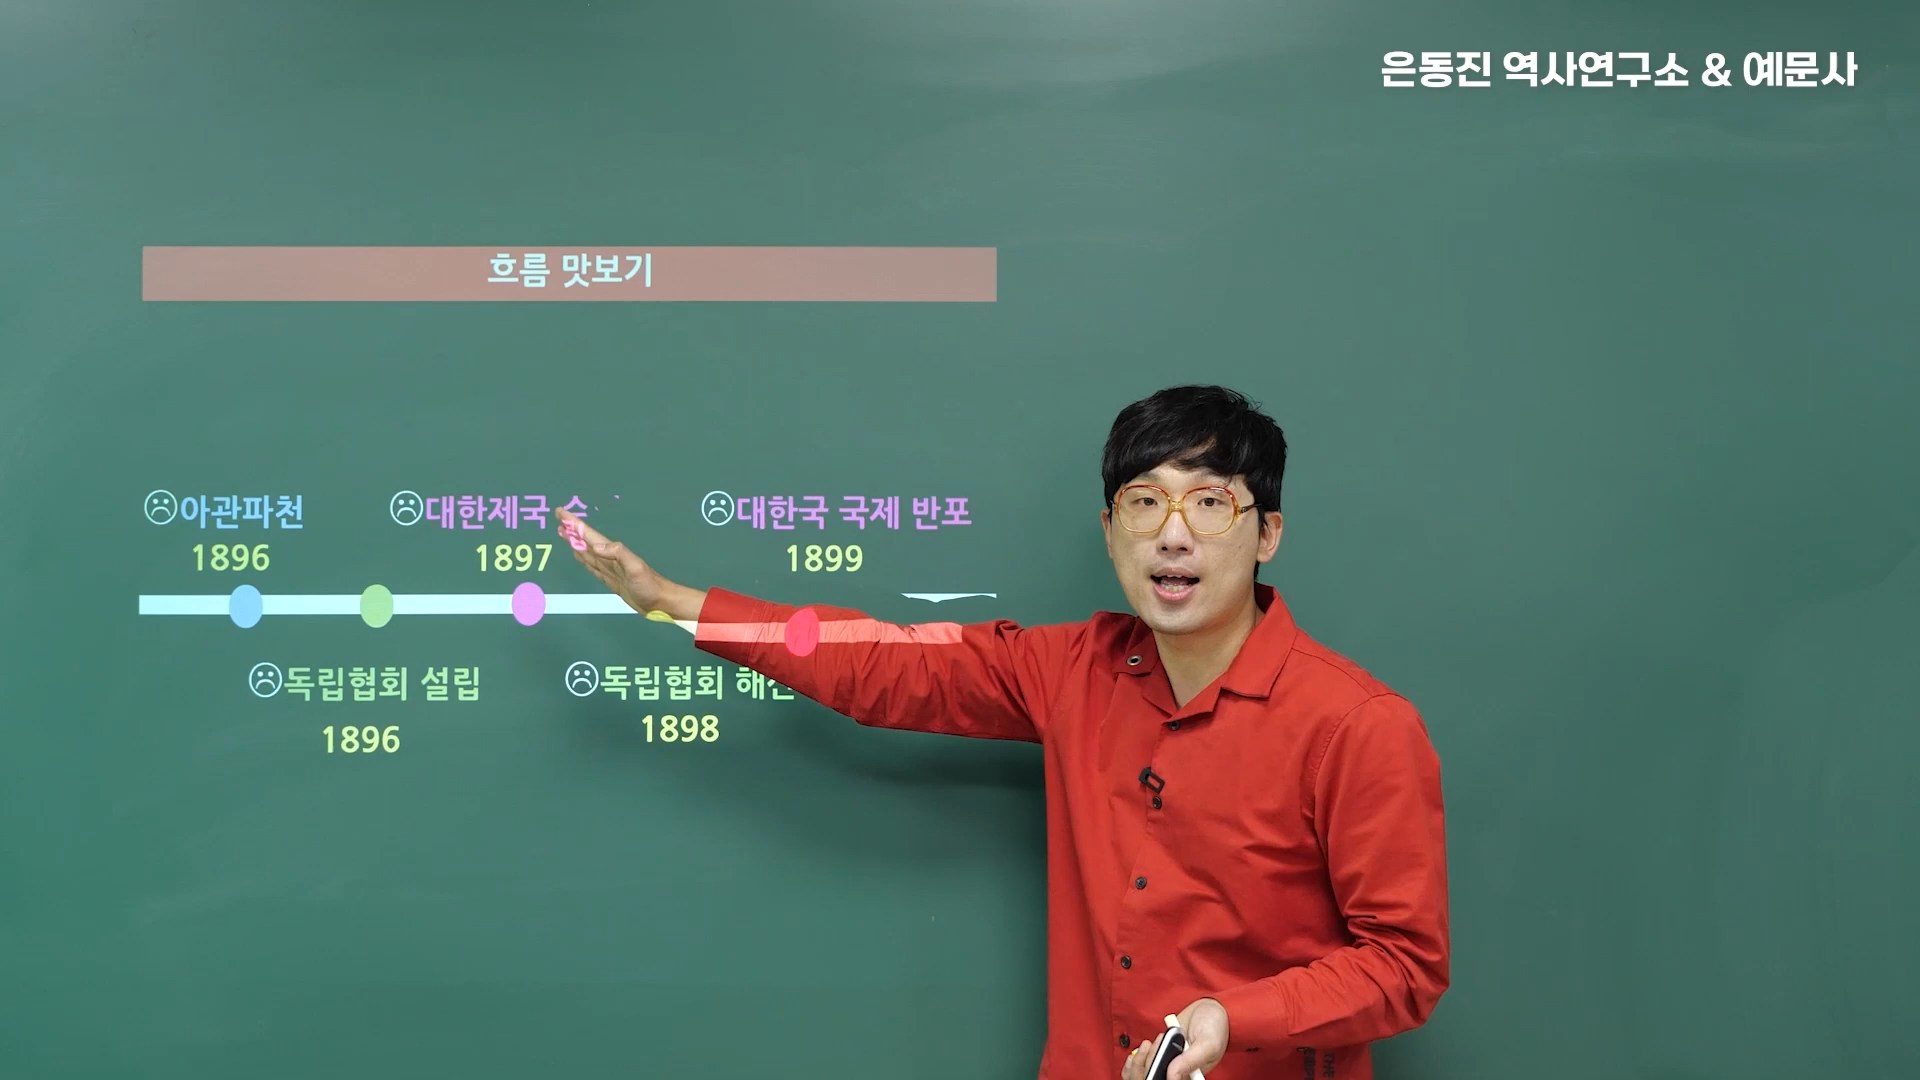 은동진 역사연구소 & 예문사
흐름 맛보기
아관파천
1896
대한제국
1897
대한국 국제 반포
1899
독립협회 설립
1896
독립협회
1898